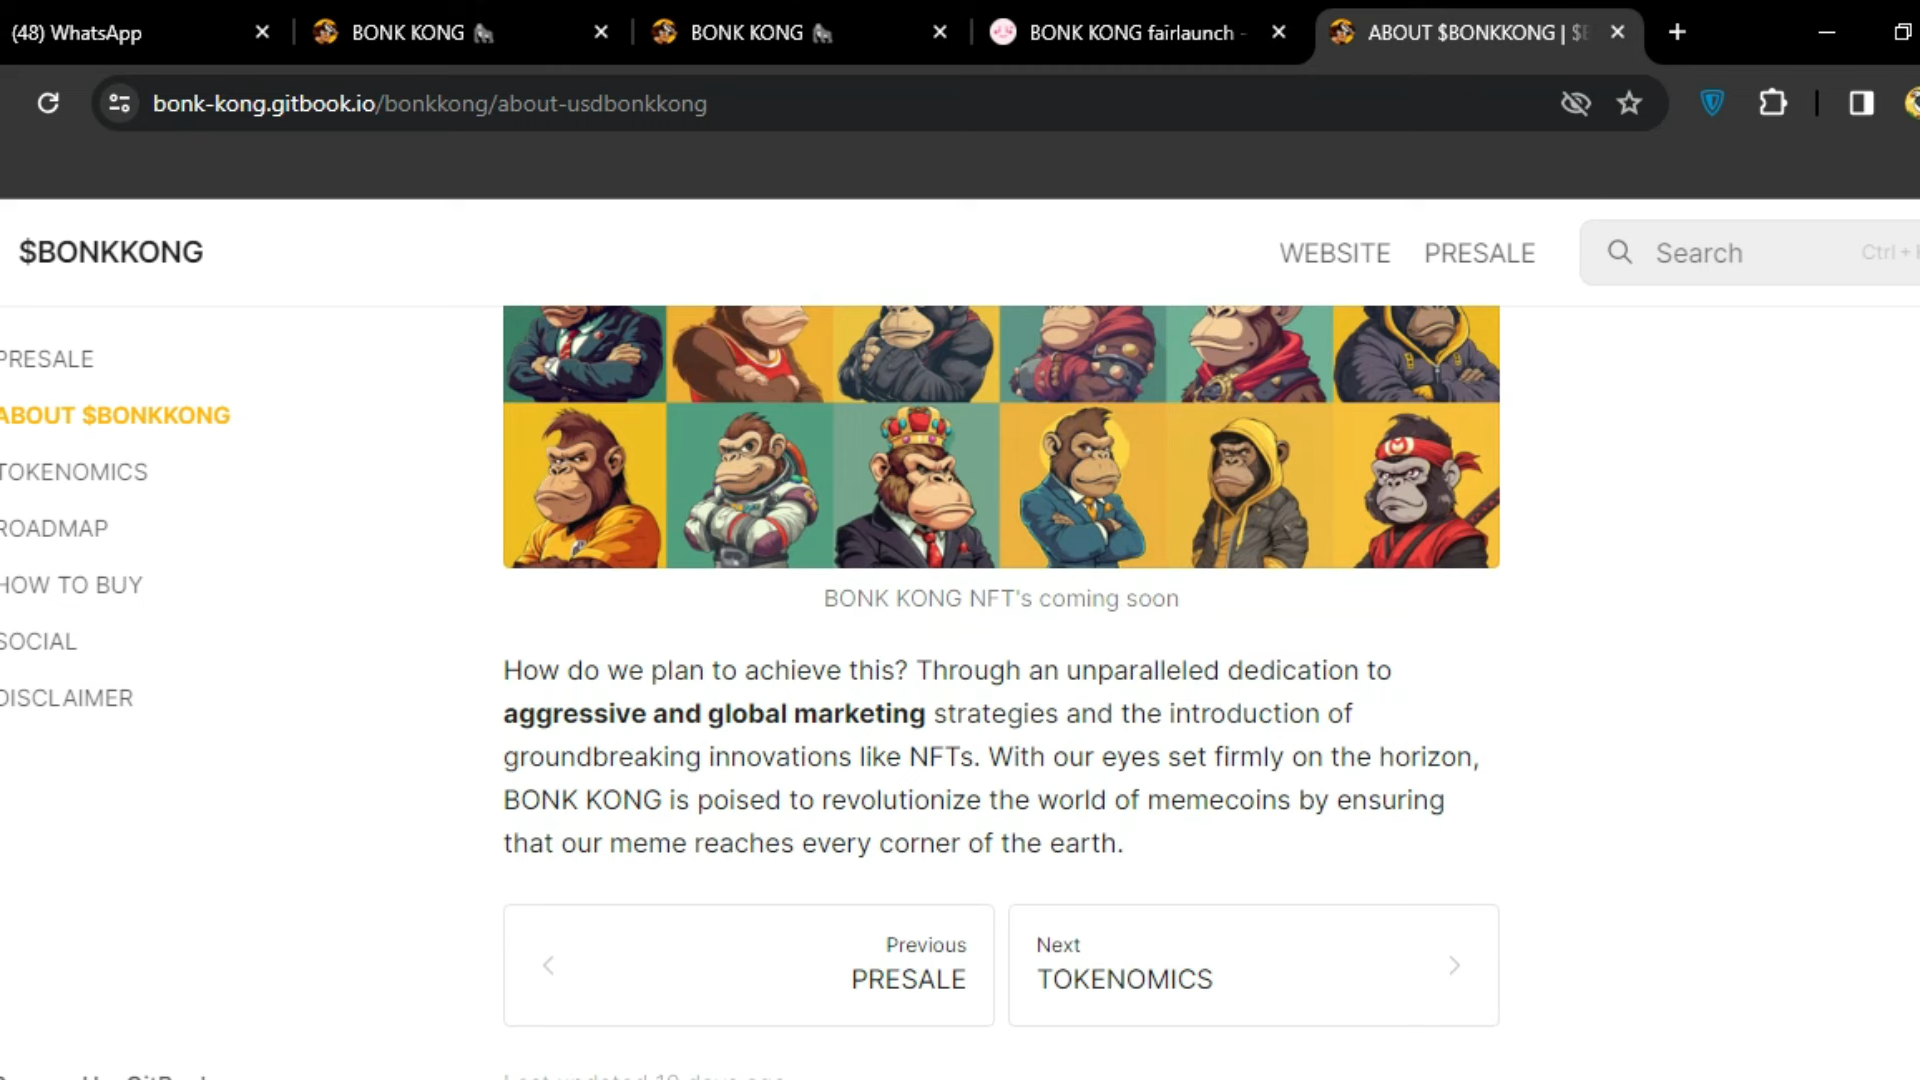 (48) WhatsApp
BONK KONG
BONK KONG
BONK KONG fairlaunch -
ABOUT $BONKKONG | $
bonk-kong.gitbook.io/bonkkong/about-usdbonkkong
$BONKKONG
WEBSITE
PRESALE
Search
Ctrl +
PRESALE
ABOUT $BONKKONG
TOKENOMICS
ROADMAP
HOW TO BUY
SOCIAL
DISCLAIMER
BONK KONG NFT's coming soon
How do we plan to achieve this? Through an unparalleled dedication to
aggressive and global marketing strategies and the introduction of
groundbreaking innovations like NFTs. With our eyes set firmly on the horizon,
BONK KONG is poised to revolutionize the world of memecoins by ensuring
that our meme reaches every corner of the earth.
Previous
PRESALE
Next
TOKENOMICS